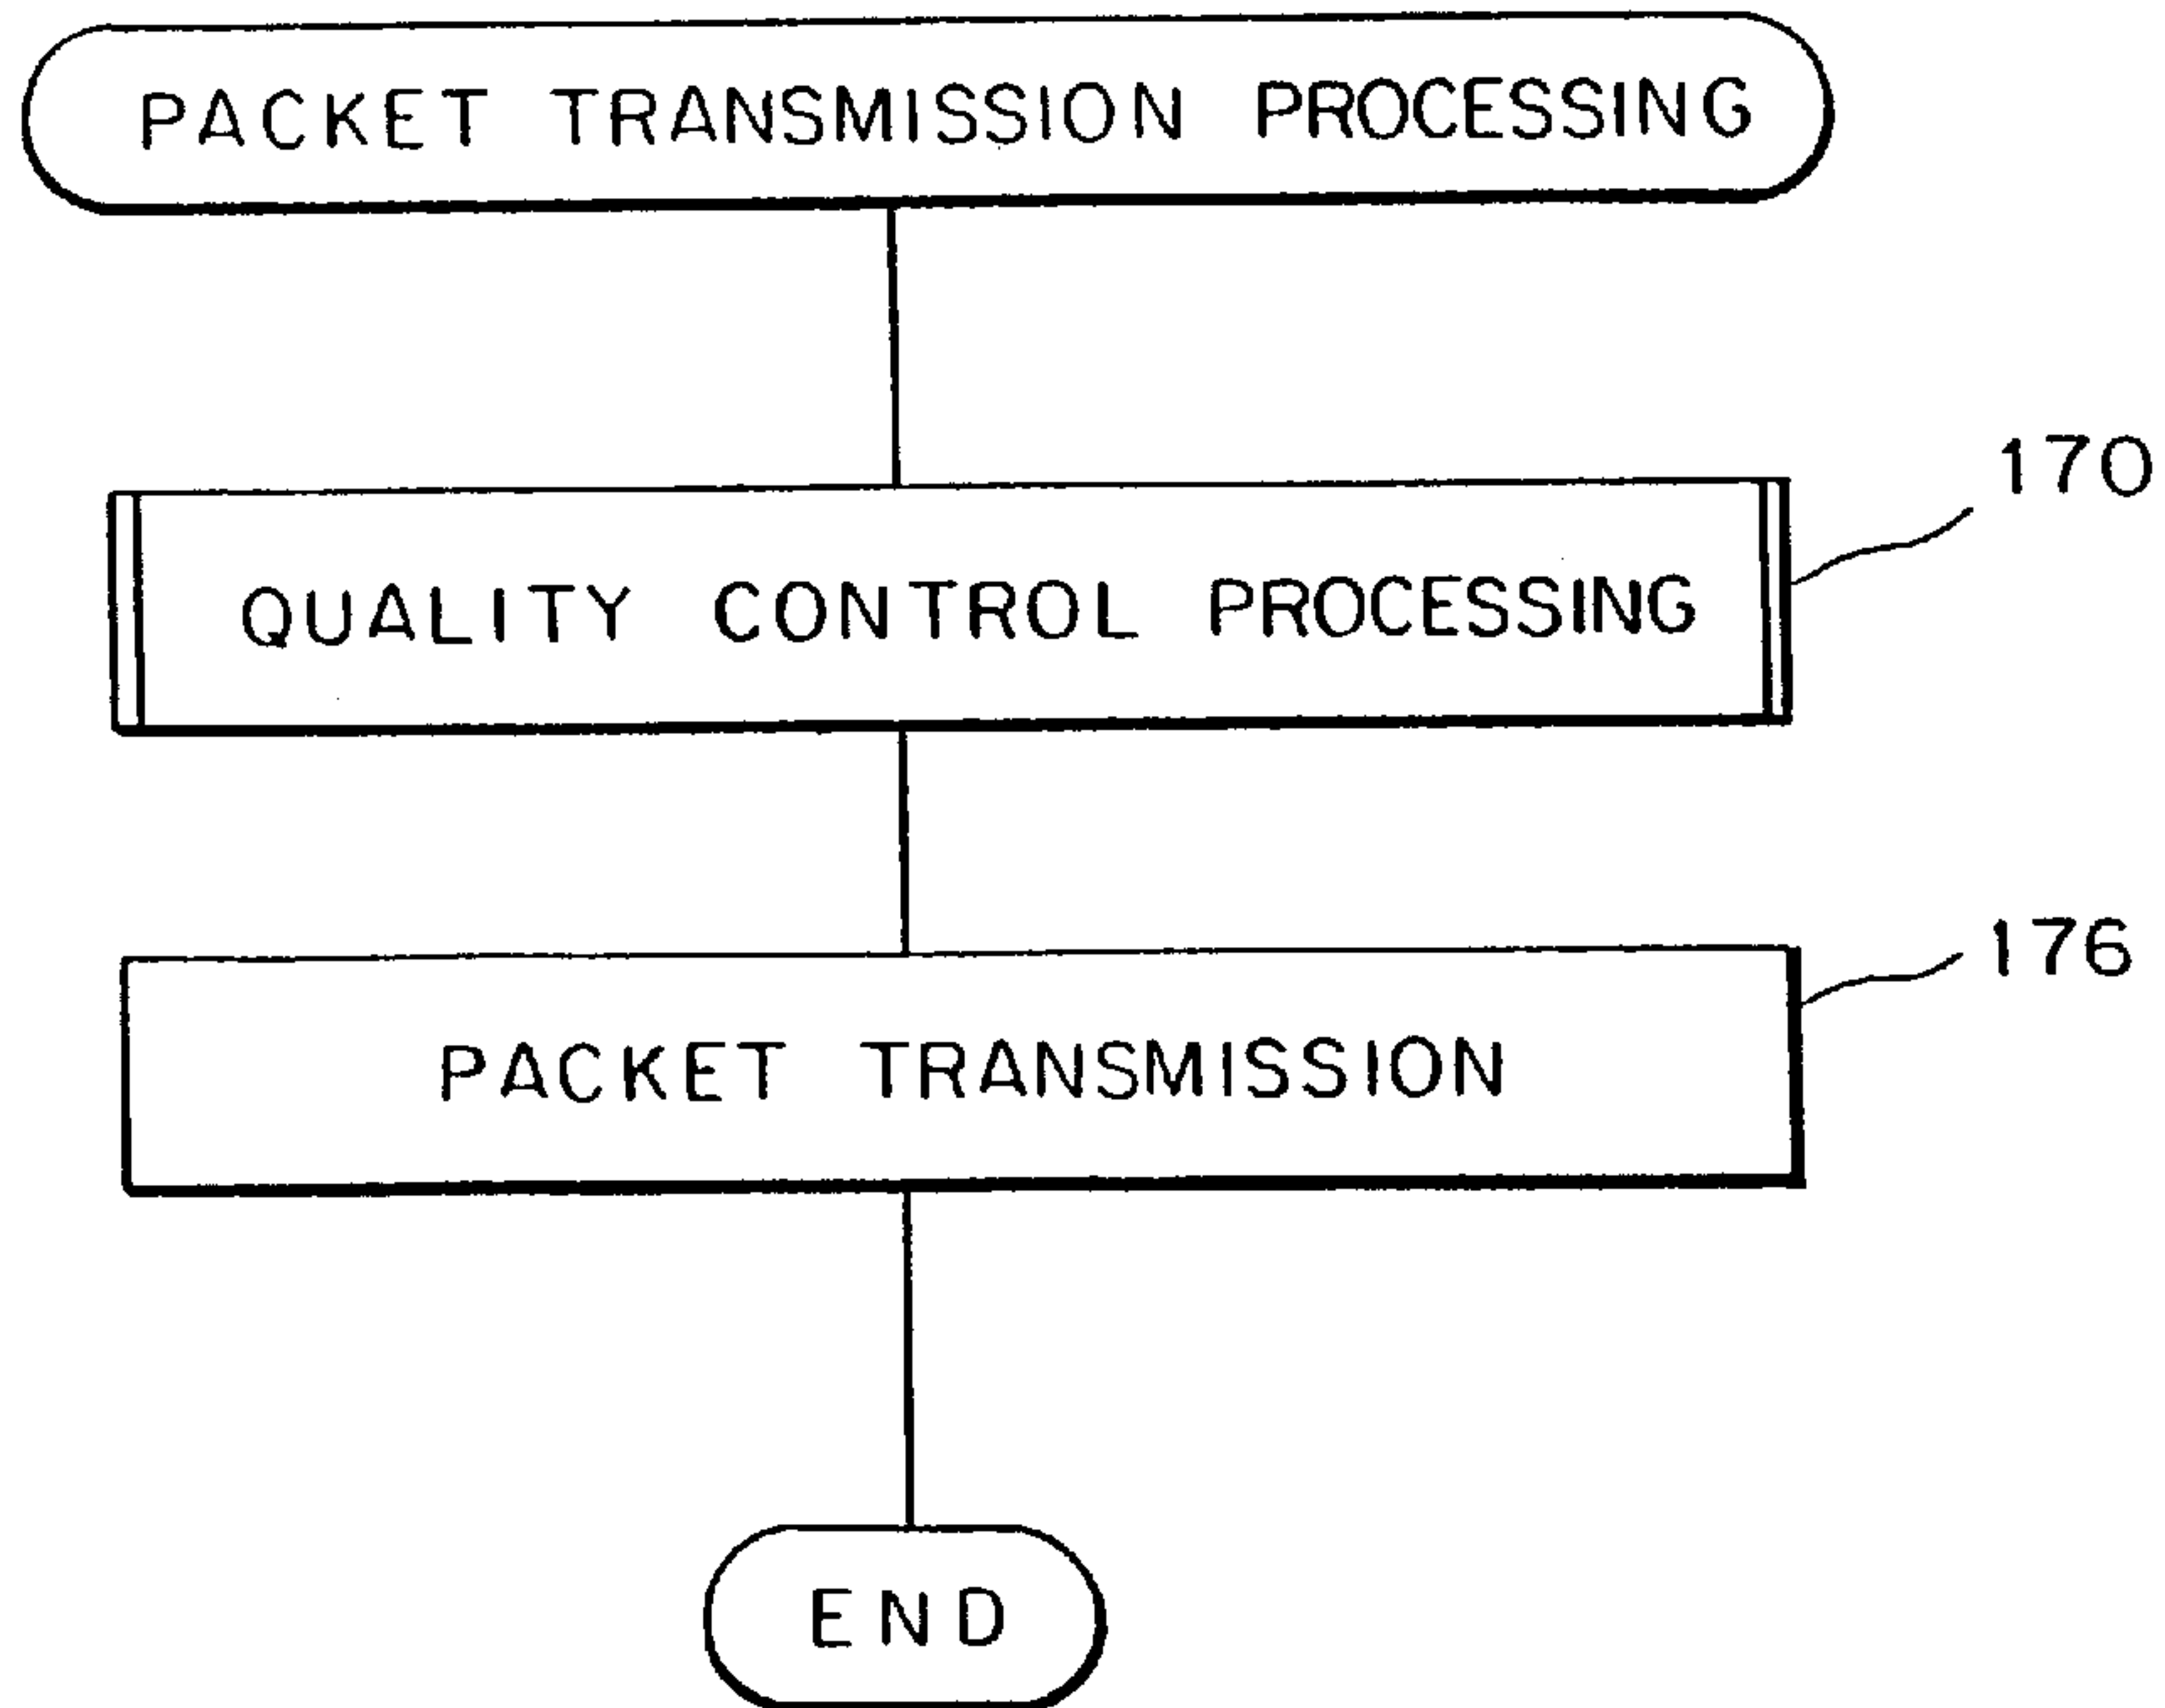 PACKET TRANSMISSION PROCESSING
170
QUALITY CONTROL PROCESSING
176
PACKET TRANSMISSION
END